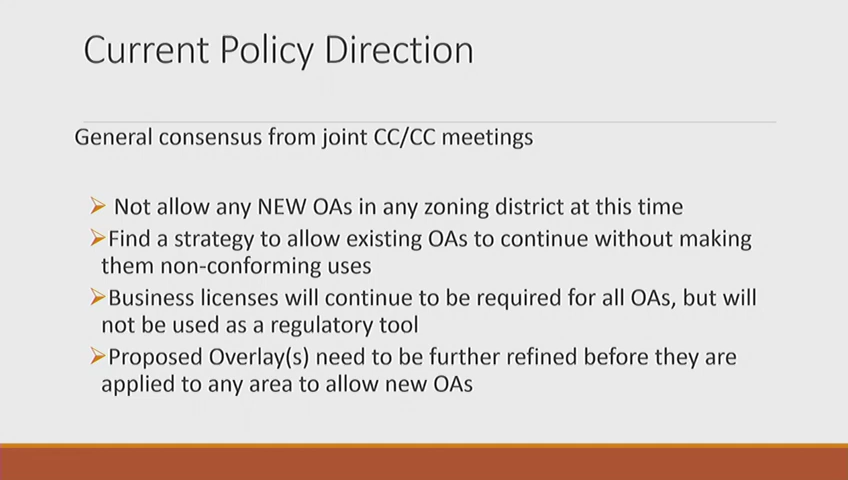 Current Policy Direction
General consensus from joint CC/CC meetings
Not allow any NEW OAs in any zoning district at this time
Find a strategy to allow existing OAs to continue without making
them non-conforming uses
Business licenses will continue to be required for all OAs, but will
not be used as a regulatory tool
Proposed Overlay(s) need to be further refined before they are
applied to any area to allow new OAs